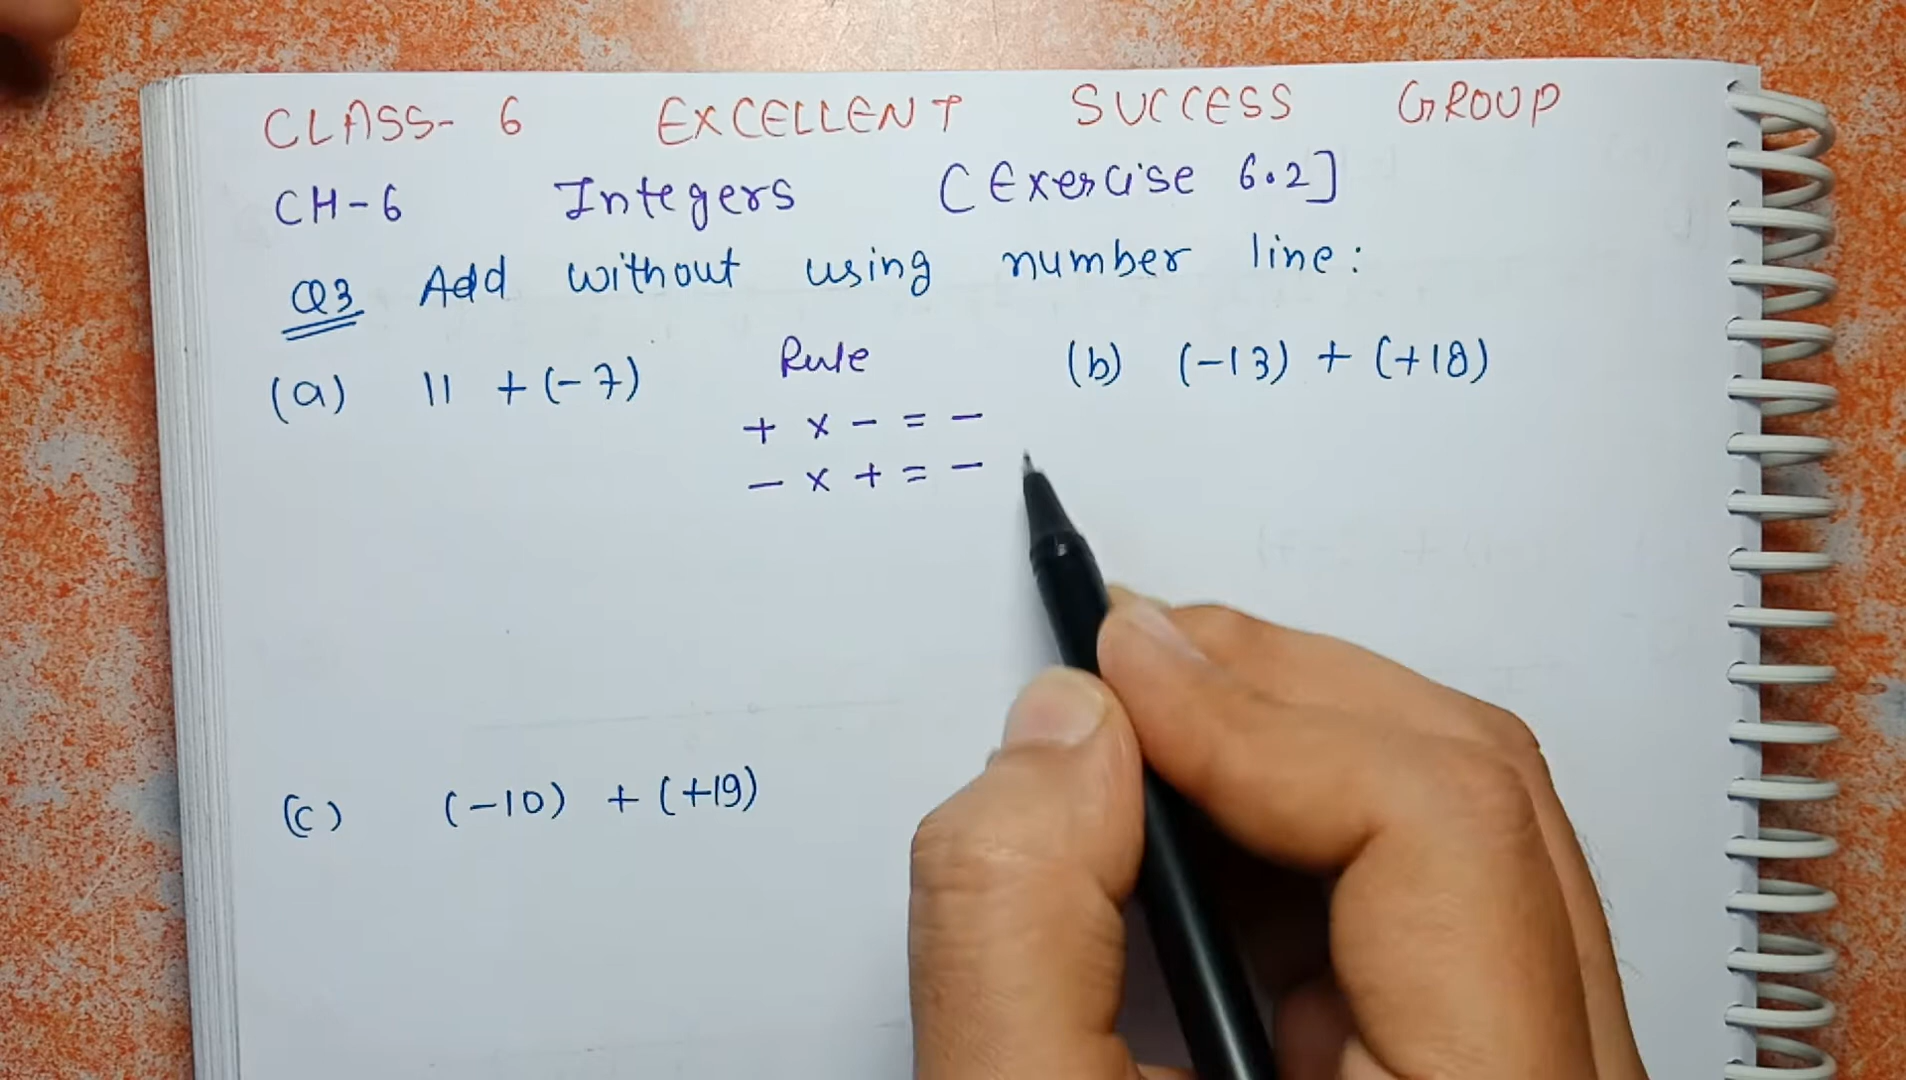 CLASS- 6 EXCELLENT SUCCESS GROUP
CH-6 Integers (Exercise 6.2]
Q3 Add without using number line:
(a) 11 + (-7)
Rule
+ x - = -
- x + = -
(b) (-13) + (+18)
(c) (-10) + (+19)